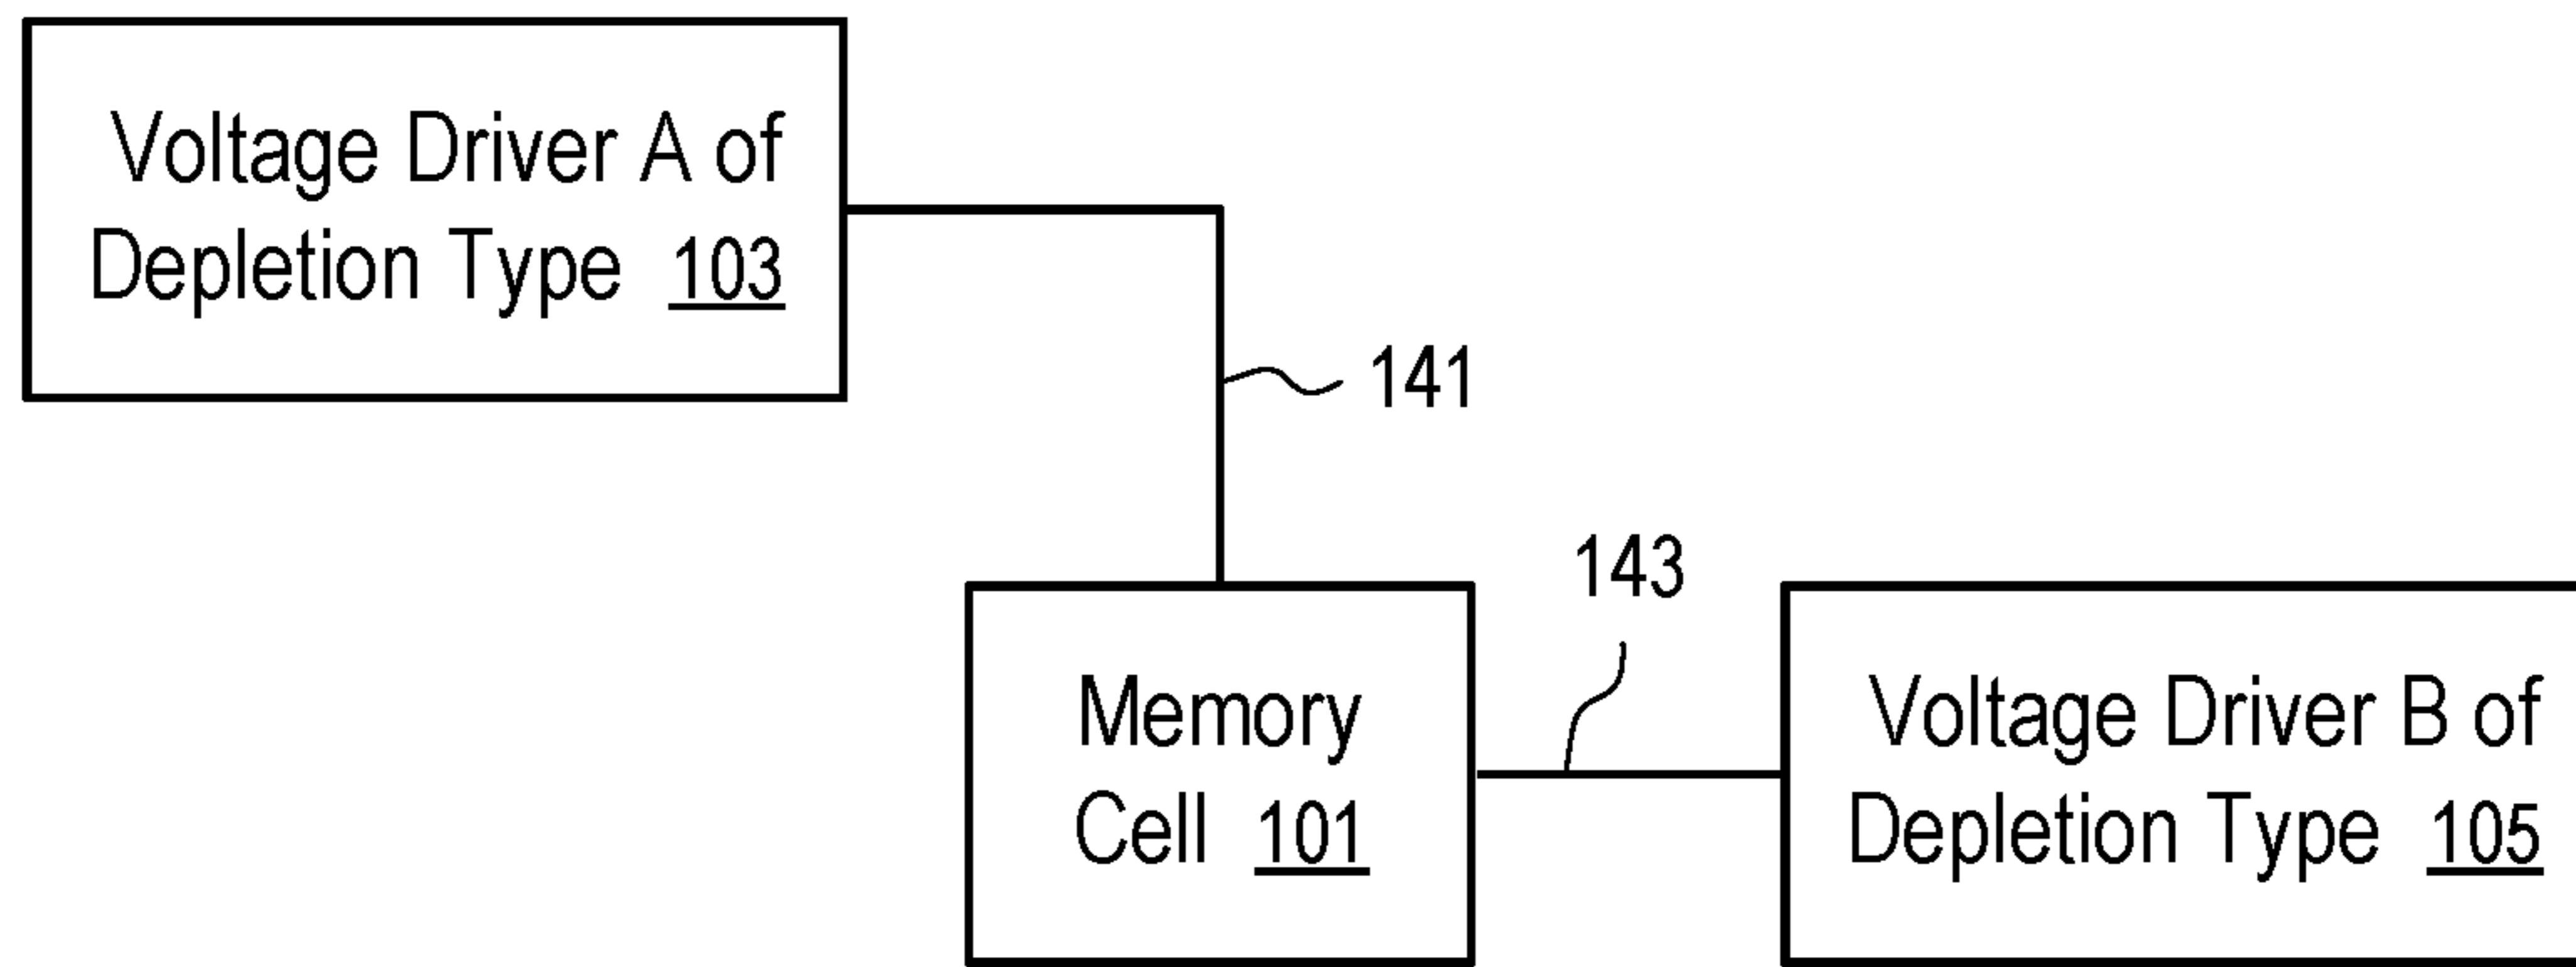 Voltage Driver A of
Depletion Type 103
141
143
Memory
Cell 101
Voltage Driver B of
Depletion Type 105